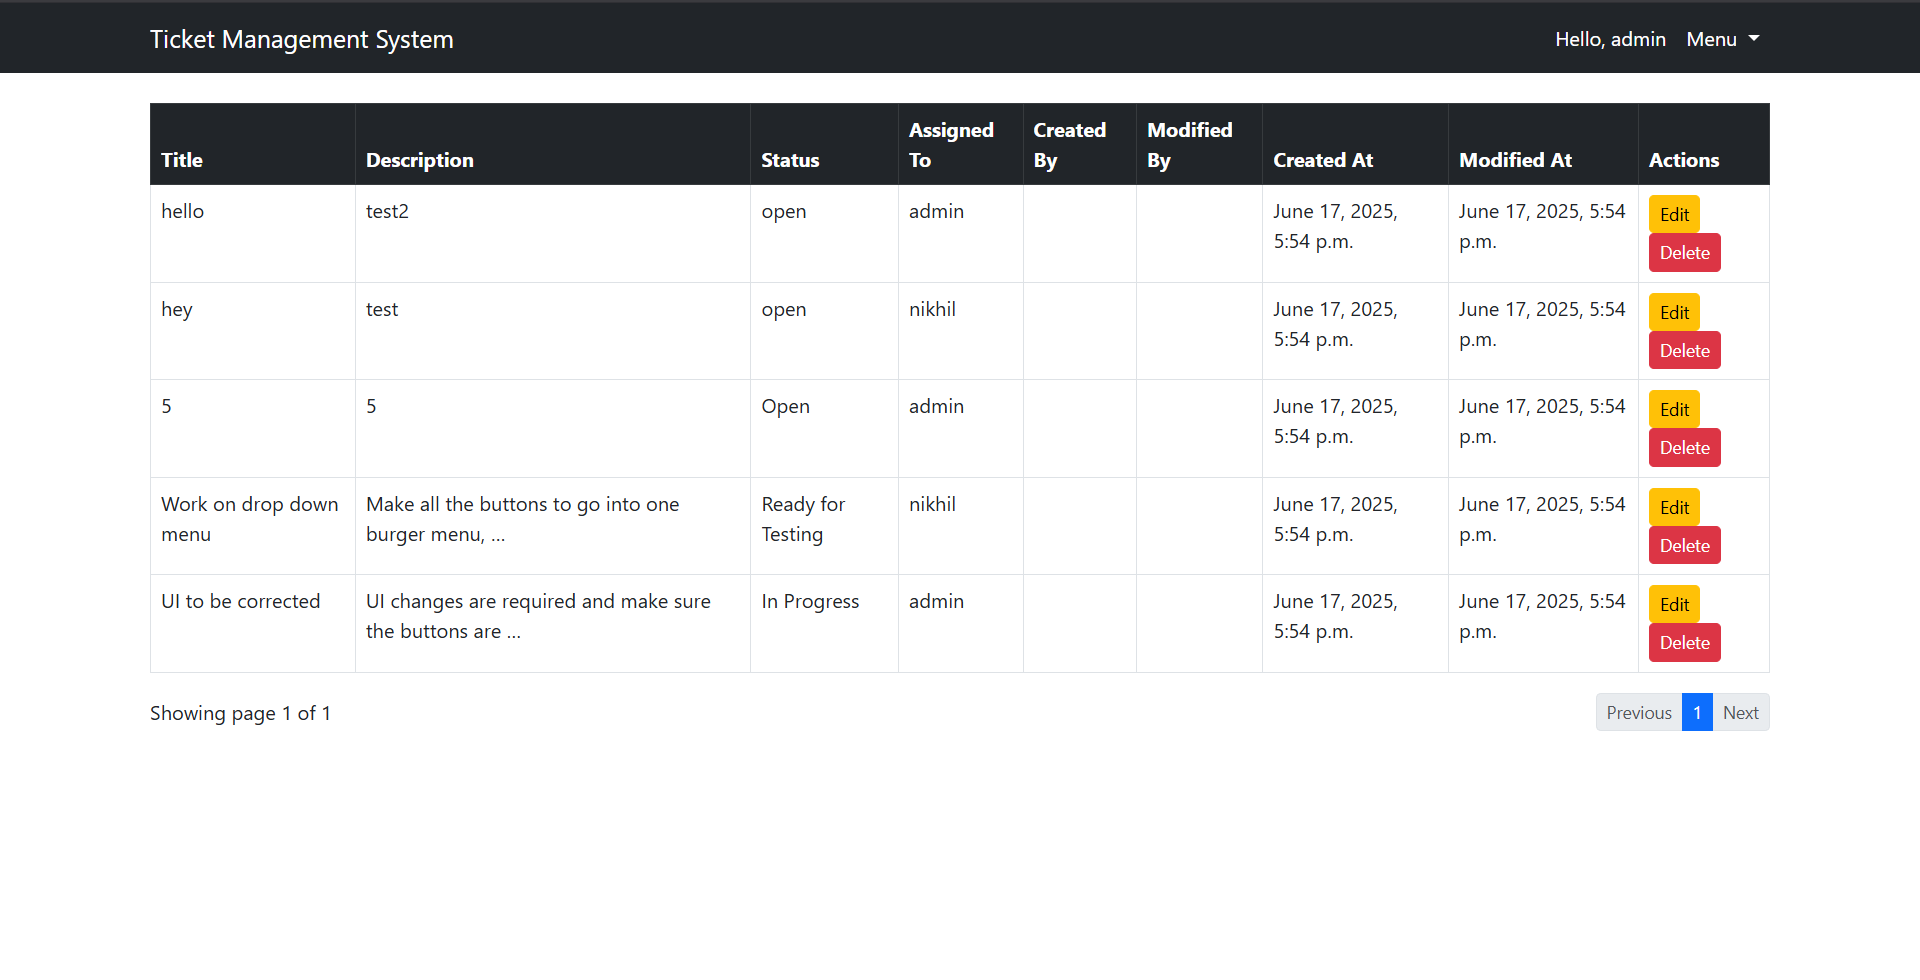 Ticket Management System
Hello, admin Menu
Title Description Status Assigned To Created By Modified By Created At Modified At Actions
hello test2 open admin June 17, 2025, 5:54 p.m. June 17, 2025, 5:54 p.m. Edit Delete
hey test open nikhil June 17, 2025, 5:54 p.m. June 17, 2025, 5:54 p.m. Edit Delete
5 5 Open admin June 17, 2025, 5:54 p.m. June 17, 2025, 5:54 p.m. Edit Delete
Work on drop down menu Make all the buttons to go into one burger menu, … Ready for Testing nikhil June 17, 2025, 5:54 p.m. June 17, 2025, 5:54 p.m. Edit Delete
UI to be corrected UI changes are required and make sure the buttons are … In Progress admin June 17, 2025, 5:54 p.m. June 17, 2025, 5:54 p.m. Edit Delete
Showing page 1 of 1
Previous 1 Next